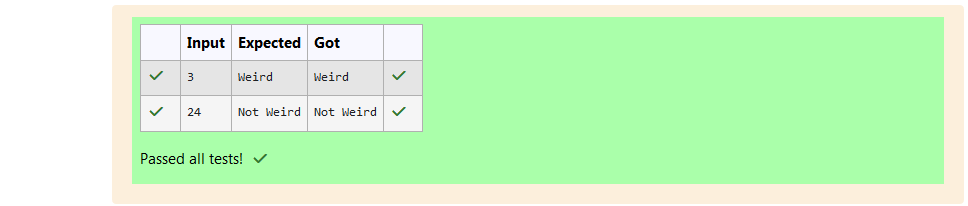 Input Expected Got
3 Weird Weird
24 Not Weird Not Weird
Passed all tests!